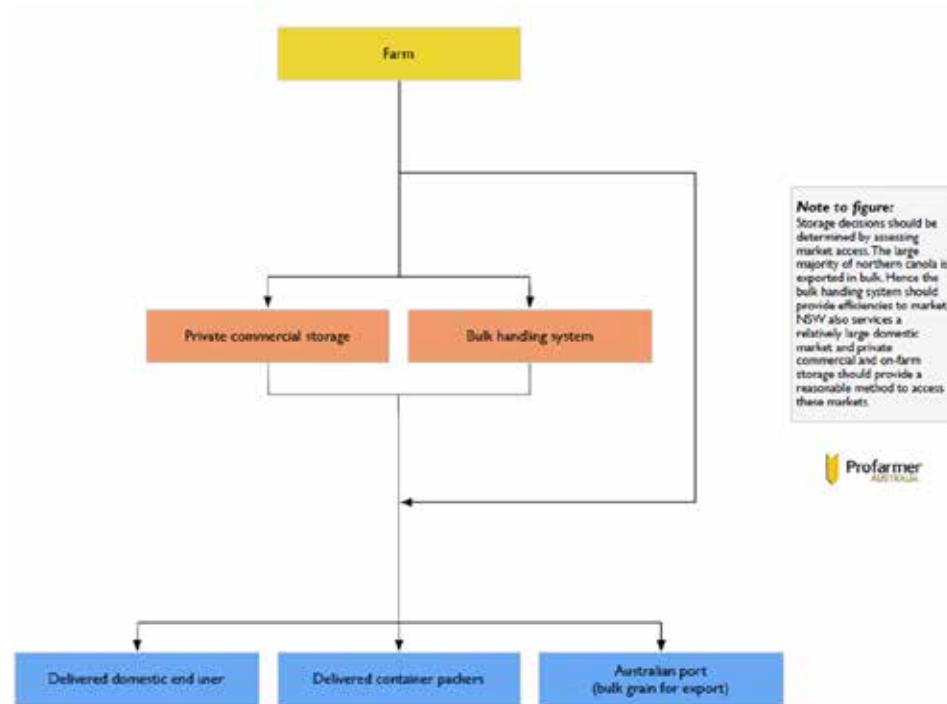 Farm
Note to figure:
Storage decisions should be
determined by assessing
market access. The large
majority of northern canola is
exported in bulk. Hence the
bulk handling system should
provide efficiencies to market.
NSW also services a
relatively large domestic
market and private
commercial and on-farm
storage should provide a
reasonable method to access
these markets
Private commercial storage
Bulk handling system
Profarmer
AUSTRALIA
Delivered domestic end user
Delivered container packers
Australian port
(bulk grain for export)